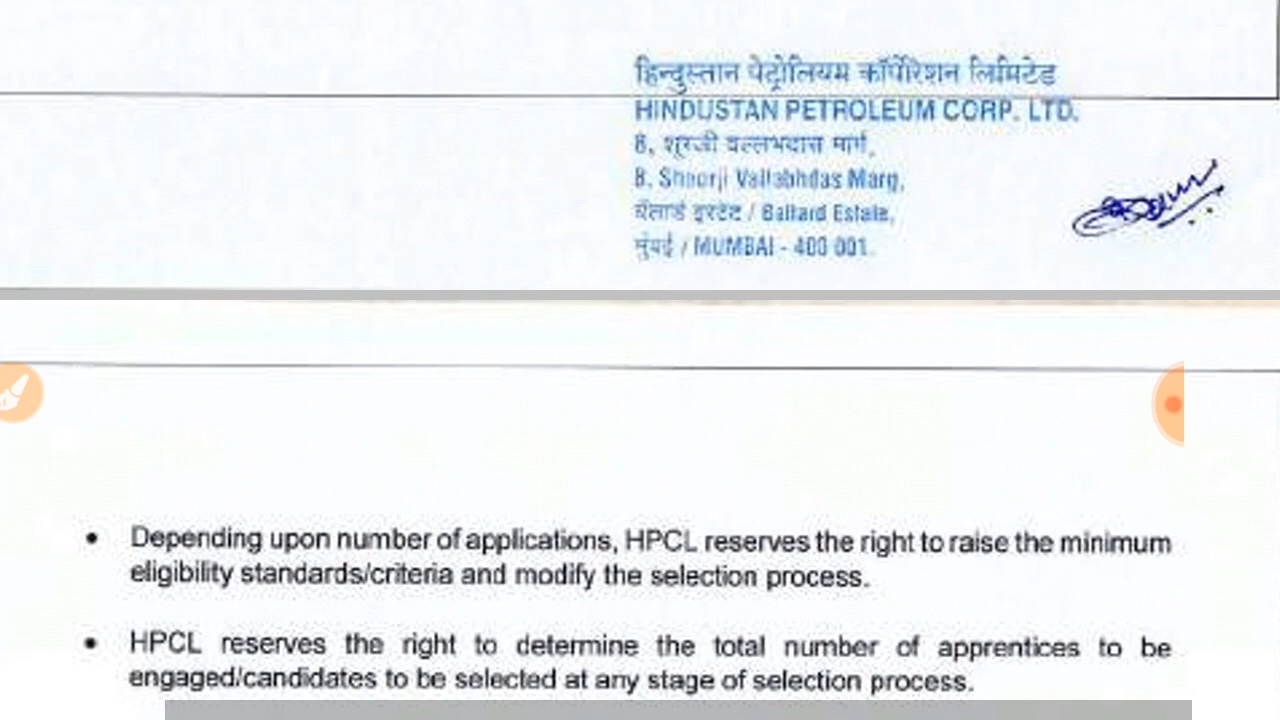 हिन्दुस्तान पेट्रोलियम कॉर्पोरेशन लिमिटेड
HINDUSTAN PETROLEUM CORP. LTD.
8, शूरजी वल्लभदास मार्ग,
8, Shoorji Vallabhdas Marg,
बॅलार्ड इस्टेट / Ballard Estate,
मुंबई / MUMBAI - 400 001.
• Depending upon number of applications, HPCL reserves the right to raise the minimum
eligibility standards/criteria and modify the selection process.
• HPCL reserves the right to determine the total number of apprentices to be
engaged/candidates to be selected at any stage of selection process.